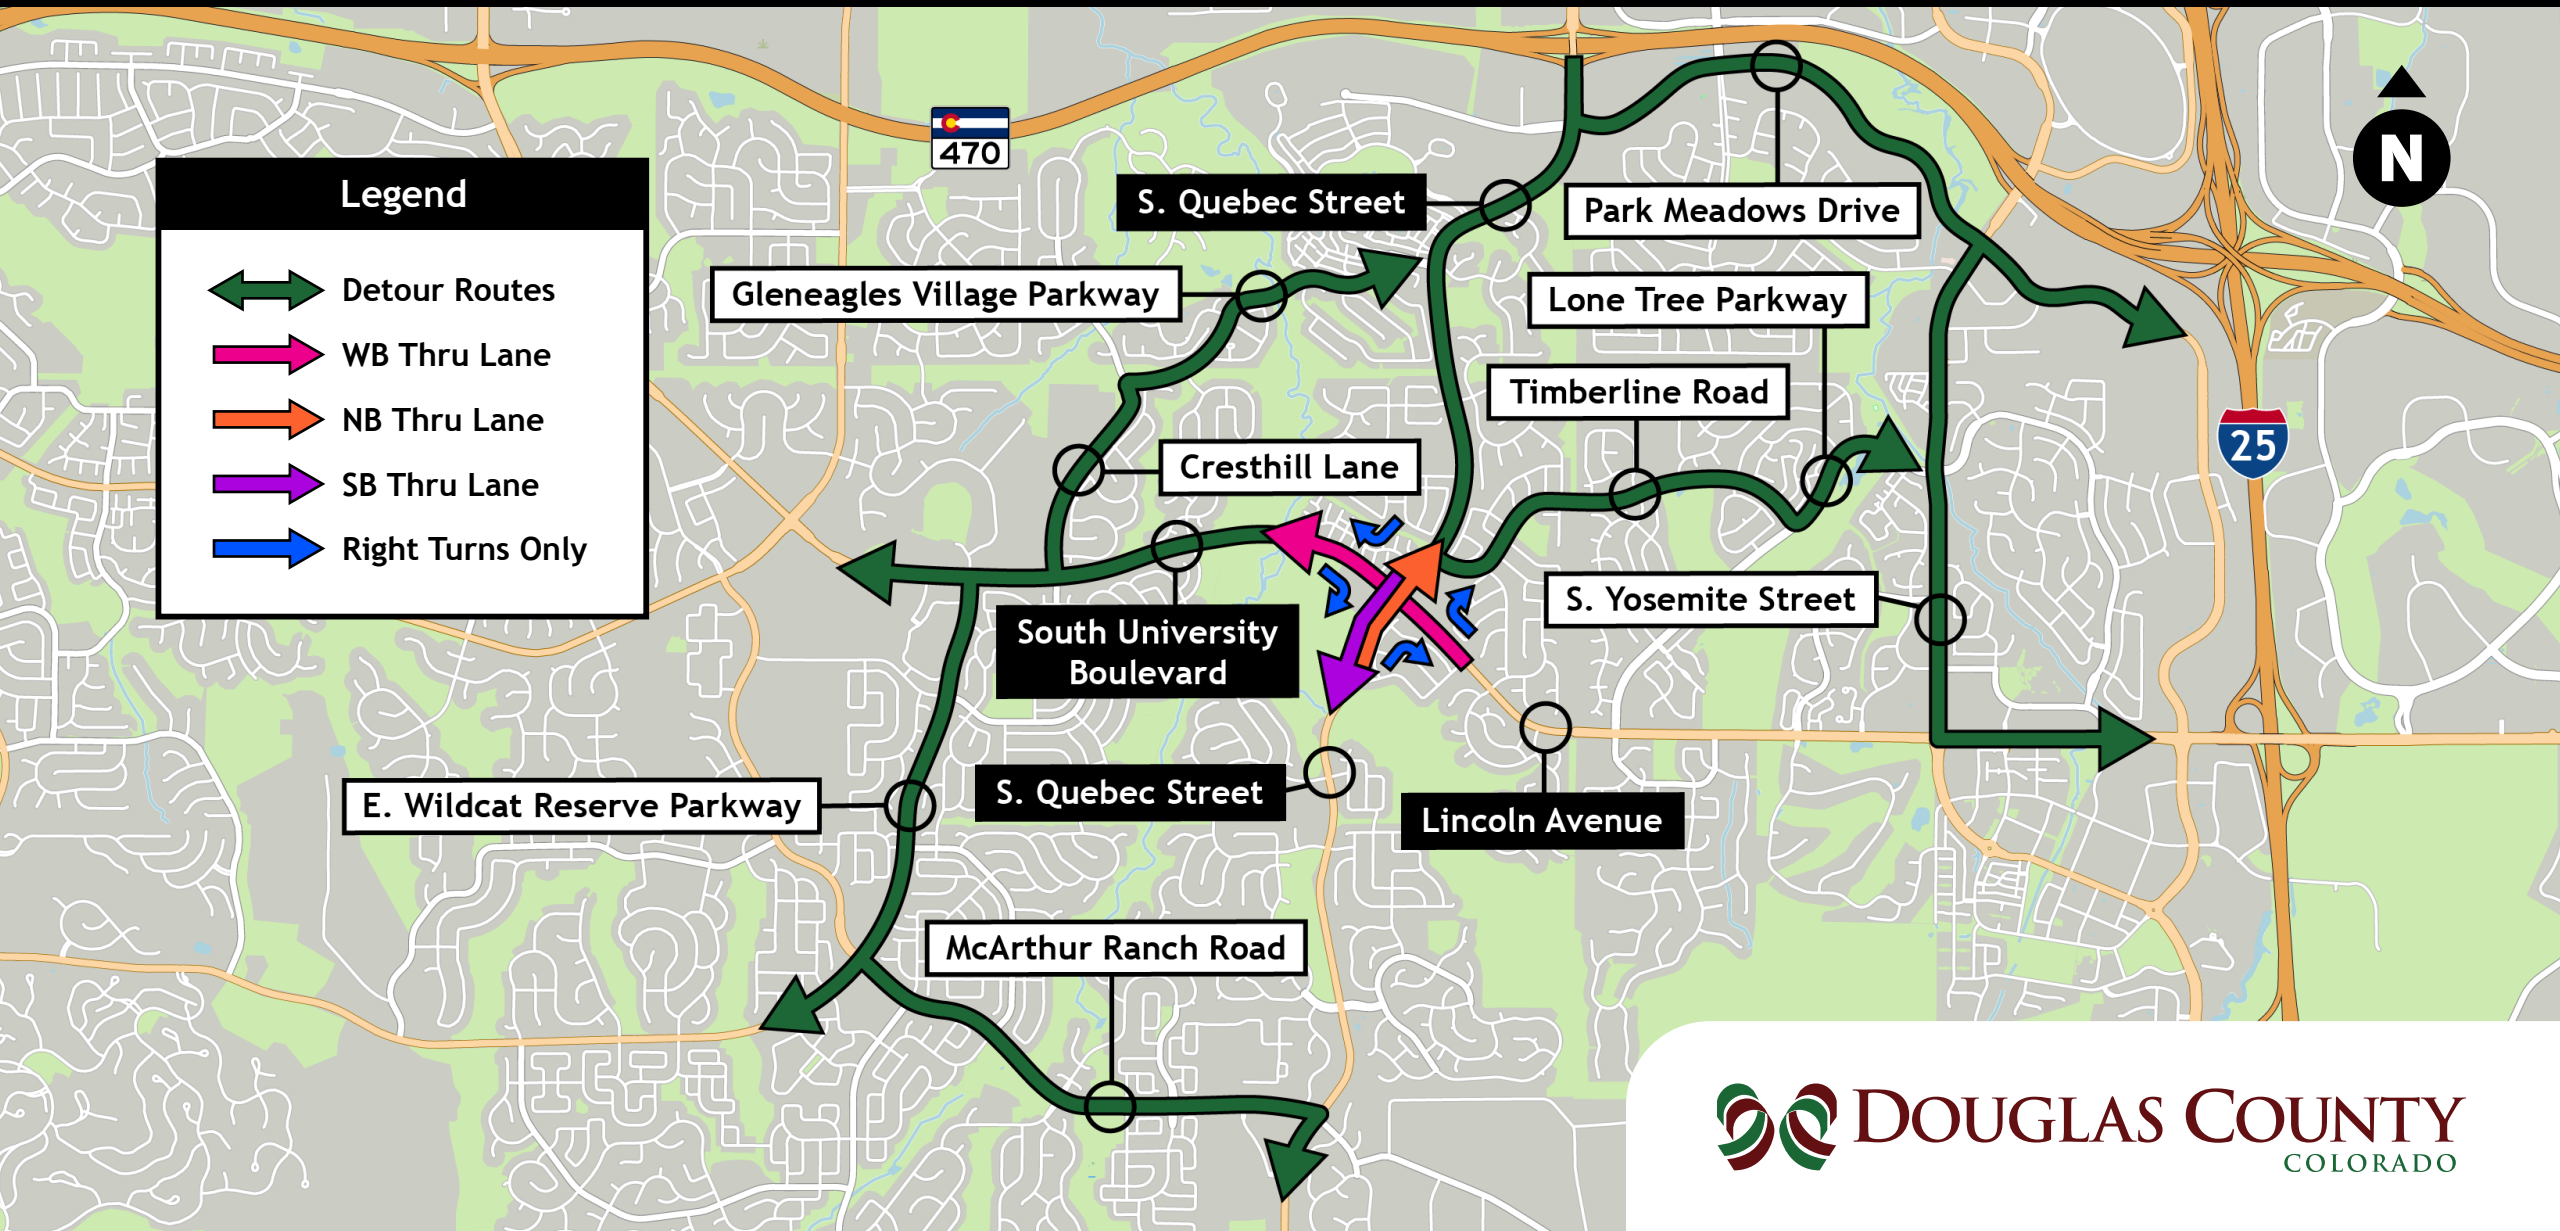 470
N
Legend
Detour Routes
WB Thru Lane
NB Thru Lane
SB Thru Lane
Right Turns Only
S. Quebec Street
Park Meadows Drive
Gleneagles Village Parkway
Lone Tree Parkway
Timberline Road
Cresthill Lane
25
S. Yosemite Street
South University
Boulevard
S. Quebec Street
E. Wildcat Reserve Parkway
Lincoln Avenue
McArthur Ranch Road
DOUGLAS COUNTY
COLORADO